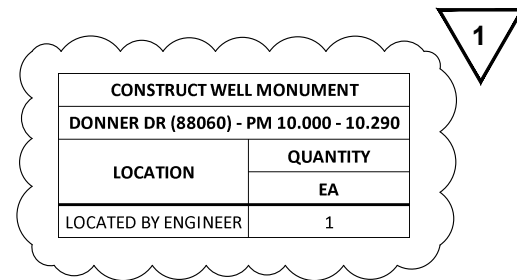 1
CONSTRUCT WELL MONUMENT
DONNER DR (88060) - PM 10.000 - 10.290
LOCATION
QUANTITY
EA
LOCATED BY ENGINEER 1